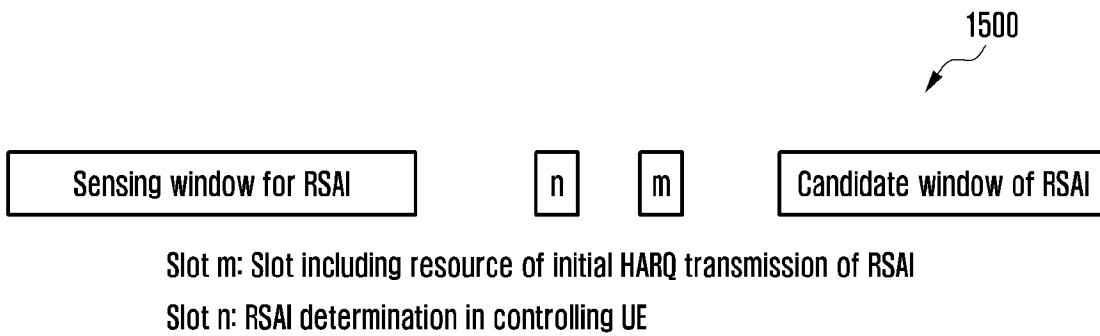 1500
Sensing window for RSAI
n
m
Candidate window of RSAI
Slot m: Slot including resource of initial HARQ transmission of RSAI
Slot n: RSAI determination in controlling UE